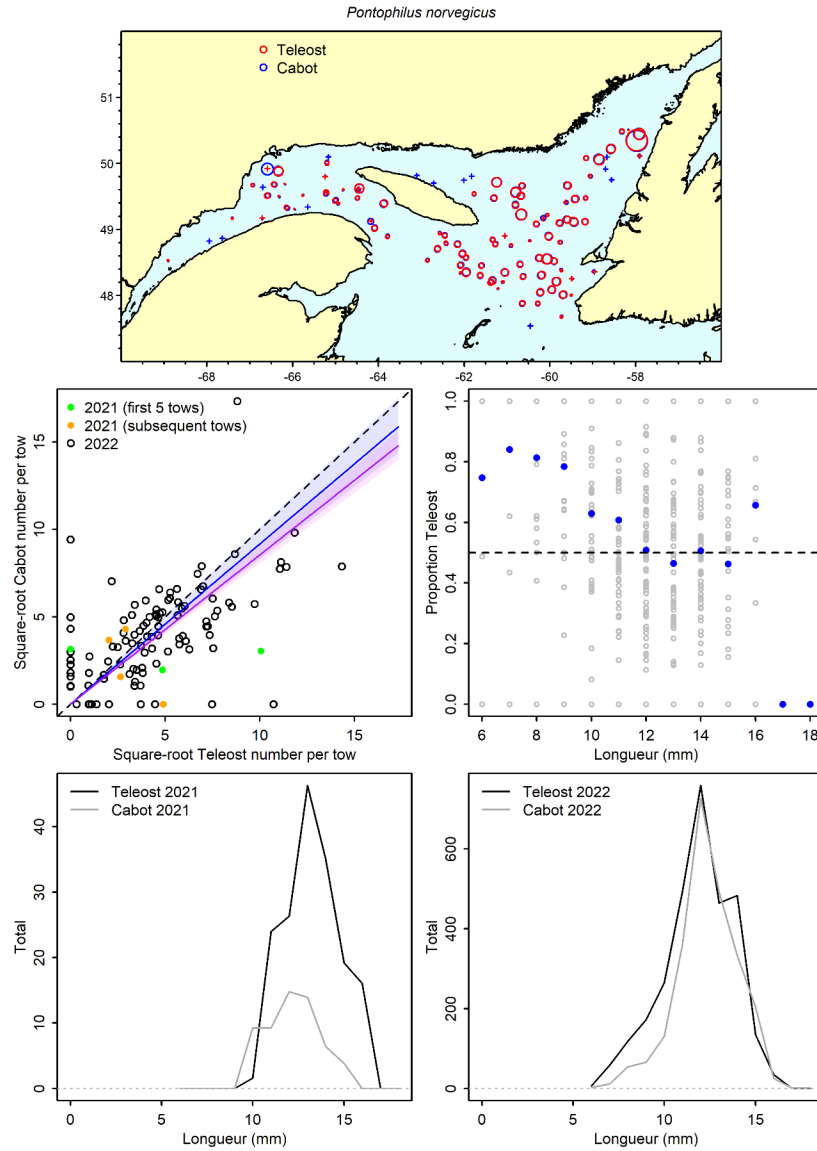 Pontophilus norvegicus
Teleost
Cabot
51
50
49
48
-68 -66 -64 -62 -60 -58
2021 (first 5 tows)
2021 (subsequent tows)
2022
Square-root Cabot number per tow
15
10
5
0
0 5 10 15
Square-root Teleost number per tow
Proportion Teleost
1.0
0.8
0.6
0.4
0.2
0.0
6 8 10 12 14 16 18
Longueur (mm)
Teleost 2021
Cabot 2021
Total
40
30
20
10
0
0 5 10 15
Longueur (mm)
Teleost 2022
Cabot 2022
Total
600
400
200
0
0 5 10 15
Longueur (mm)